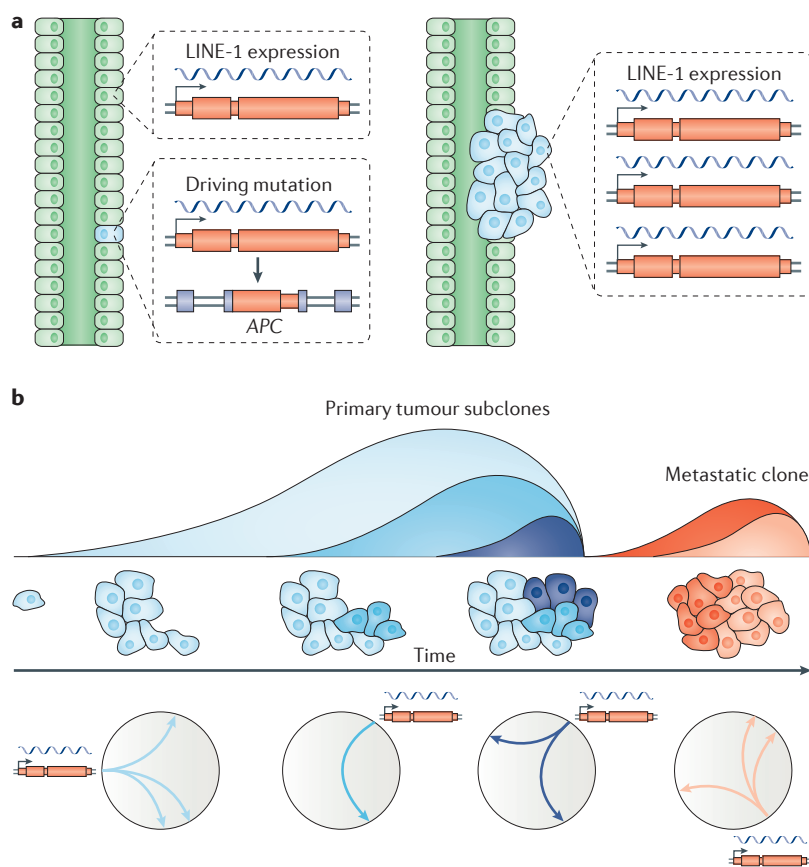 a
LINE-1 expression
Driving mutation
APC
LINE-1 expression
b
Primary tumour subclones
Metastatic clone
Time